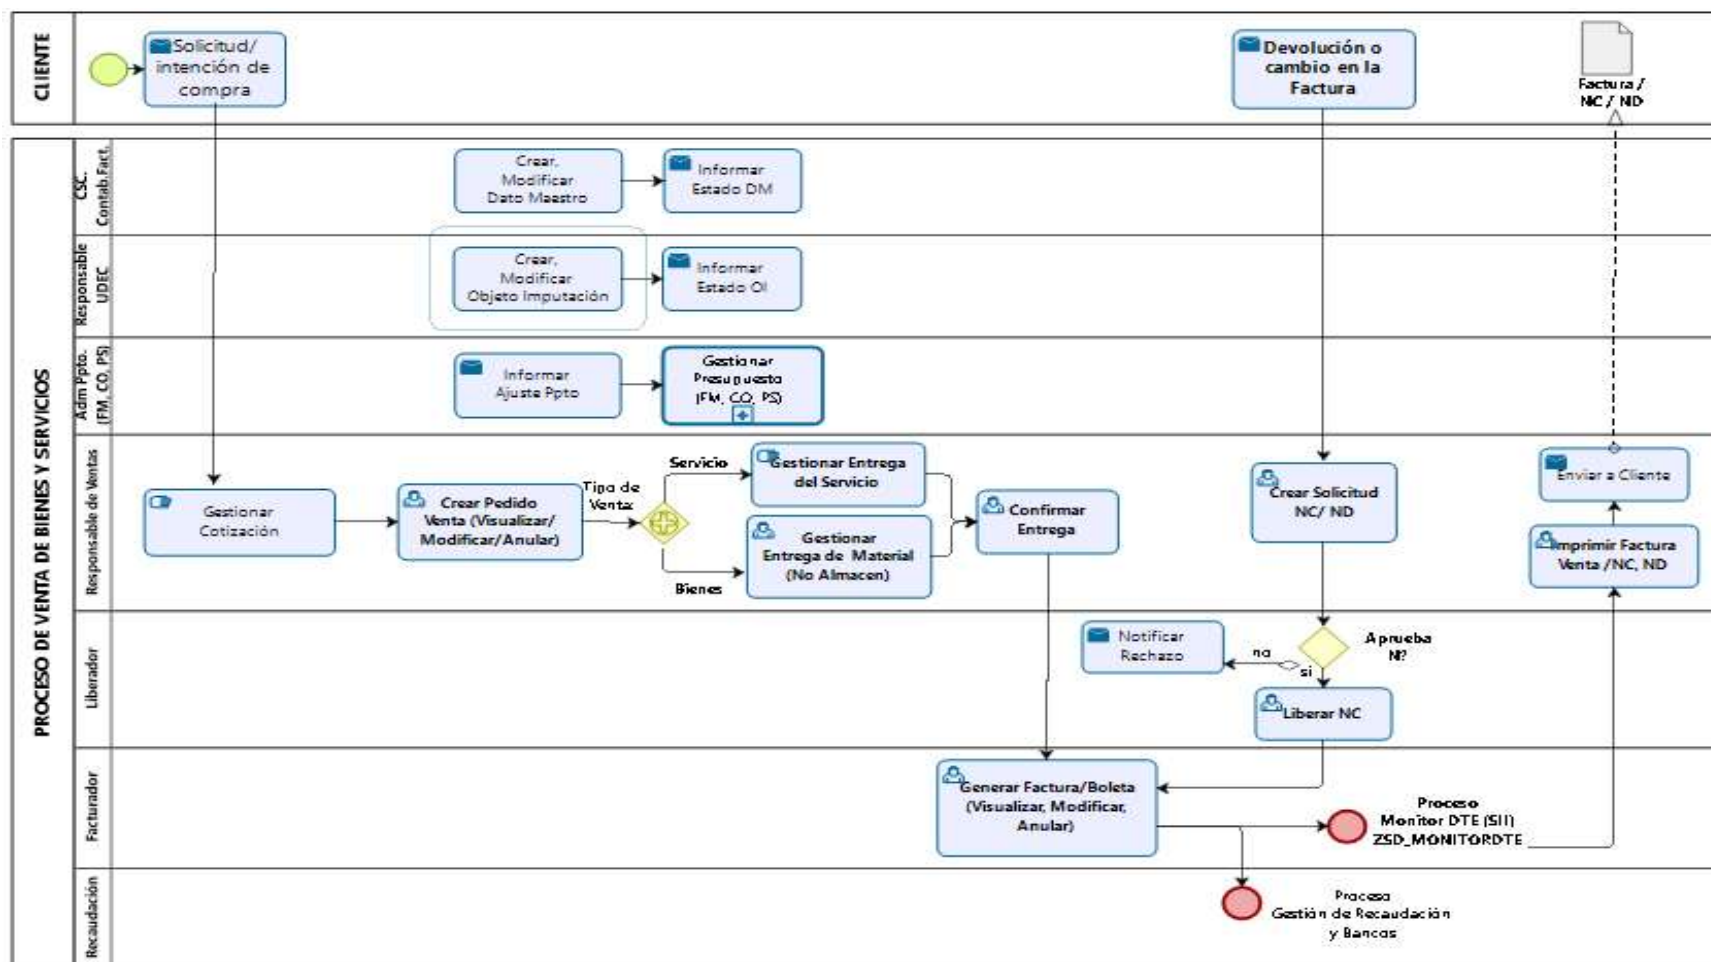 CLIENTE
Solicitud/
intención de
compra
Devolución o
cambio en la
Factura
Factura /
NC / ND
PROCESO DE VENTA DE BIENES Y SERVICIOS
CSC.
Contab.Fact.
Crear,
Modificar
Dato Maestro
Informar
Estado DM
Responsable
UDEC
Crear,
Modificar
Objeto Imputación
Informar
Estado OI
Adm Ppto.
(FM, CO, PS)
Informar
Ajuste Ppto
Gestionar
Presupuesto
(FM, CO, PS)
Responsable de Ventas
Gestionar
Cotización
Crear Pedido
Venta (Visualizar/
Modificar/Anular)
Tipo de
Venta:
Servicio
Bienes
Gestionar Entrega
del Servicio
Gestionar
Entrega de Material
(No Almacen)
Confirmar
Entrega
Crear Solicitud
NC/ ND
Enviar a Cliente
Imprimir Factura
Venta /NC, ND
Liberador
Notificar
Rechazo
no
si
Aprueba
N?
Liberar NC
Facturador
Generar Factura/Boleta
(Visualizar, Modificar,
Anular)
Proceso
Monitor DTE (SII)
ZSD_MONITORDTE
Recaudación
Proceso
Gestión de Recaudación
y Bancos